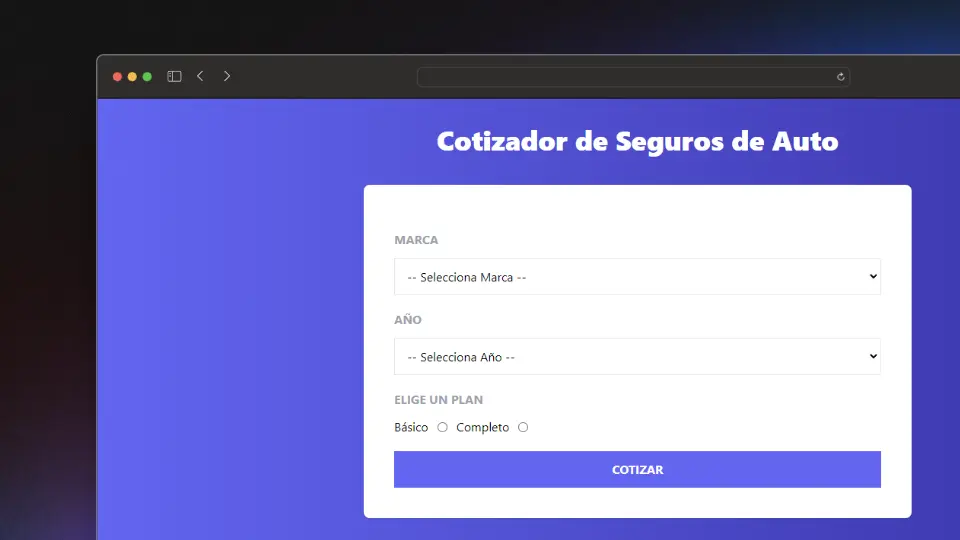 Cotizador de Seguros de Auto
MARCA
-- Selecciona Marca --
AÑO
-- Selecciona Año --
ELIGE UN PLAN
Básico Completo
COTIZAR